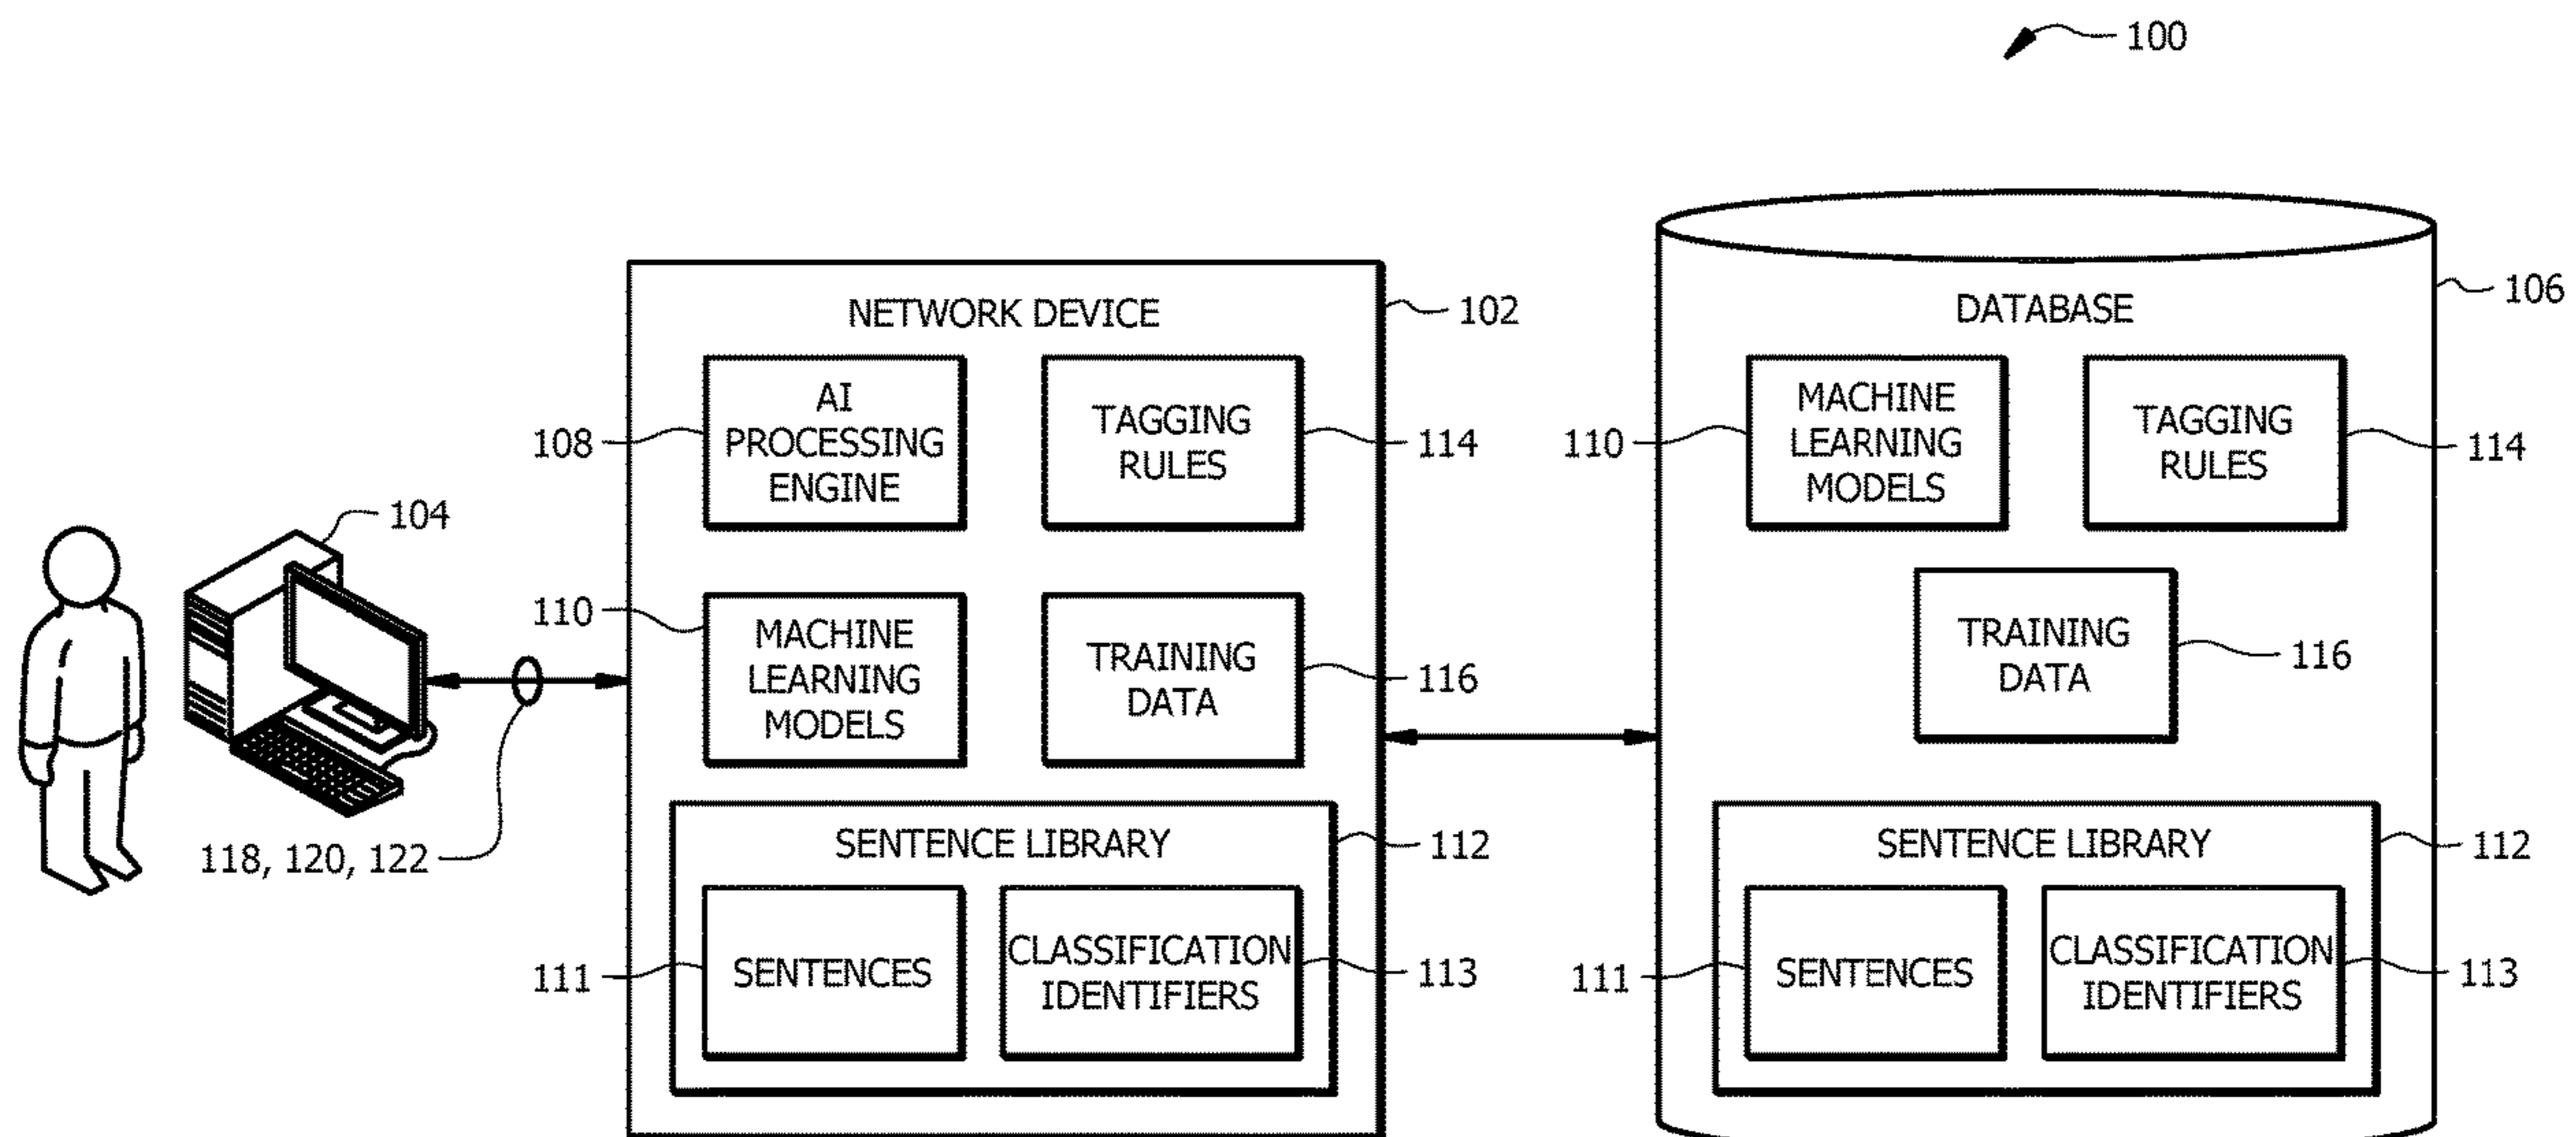 100
NETWORK DEVICE
102
DATABASE
106
AI
PROCESSING
ENGINE
108
TAGGING
RULES
114
MACHINE
LEARNING
MODELS
110
TAGGING
RULES
114
104
110
MACHINE
LEARNING
MODELS
TRAINING
DATA
116
TRAINING
DATA
116
118, 120, 122
SENTENCE LIBRARY
112
111
SENTENCES
CLASSIFICATION
IDENTIFIERS
113
SENTENCE LIBRARY
112
111
SENTENCES
CLASSIFICATION
IDENTIFIERS
113